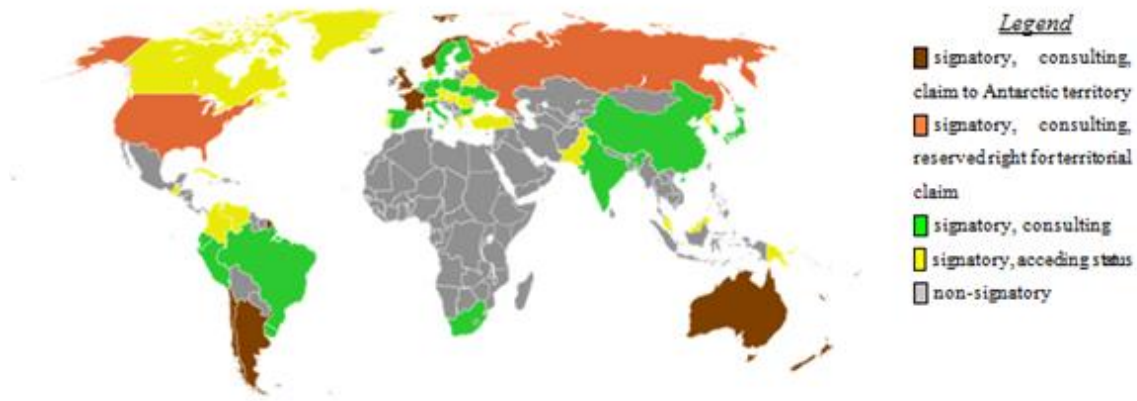 Legend
signatory, consulting,
claim to Antarctic territory
signatory, consulting,
reserved right for territorial
claim
signatory, consulting
signatory, acceding status
non-signatory